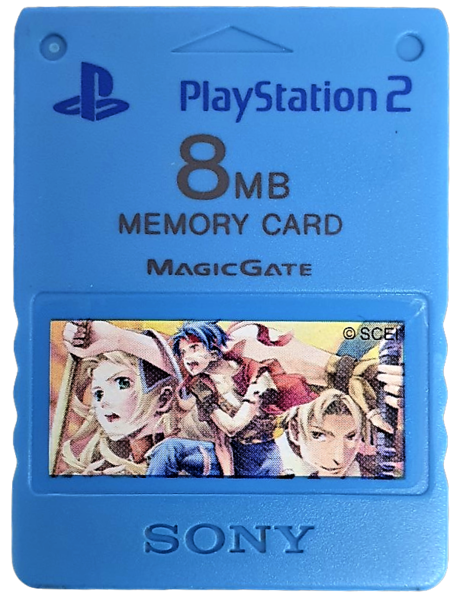 PlayStation 2
8MB
MEMORY CARD
MAGICGATE
© SCEI
SONY